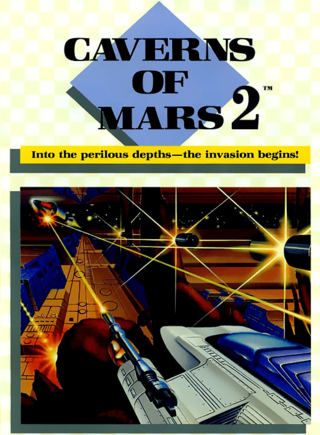 CAVERNS
OF
MARS 2™
Into the perilous depths—the invasion begins!